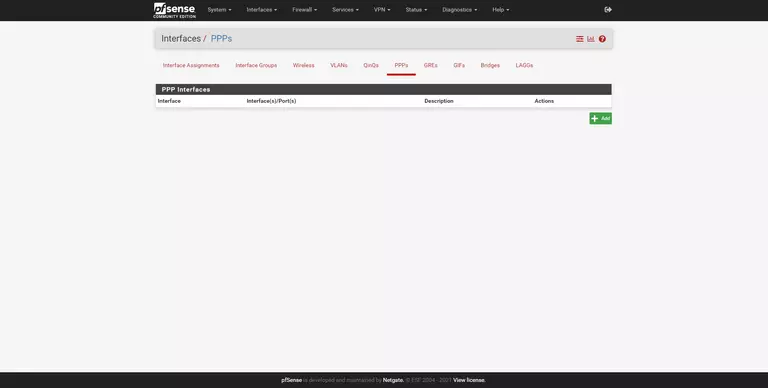 pfSense System Interfaces Firewall Services VPN Status Diagnostics Help
COMMUNITY EDITION
Interfaces / PPPs
Interface Assignments Interface Groups Wireless VLANs QinQs PPPs GREs GIFs Bridges LAGGs
PPP Interfaces
Interface Interface(s)/Port(s) Description Actions
Add
pfSense is developed and maintained by Netgate. © ESF 2004 - 2021 View license.